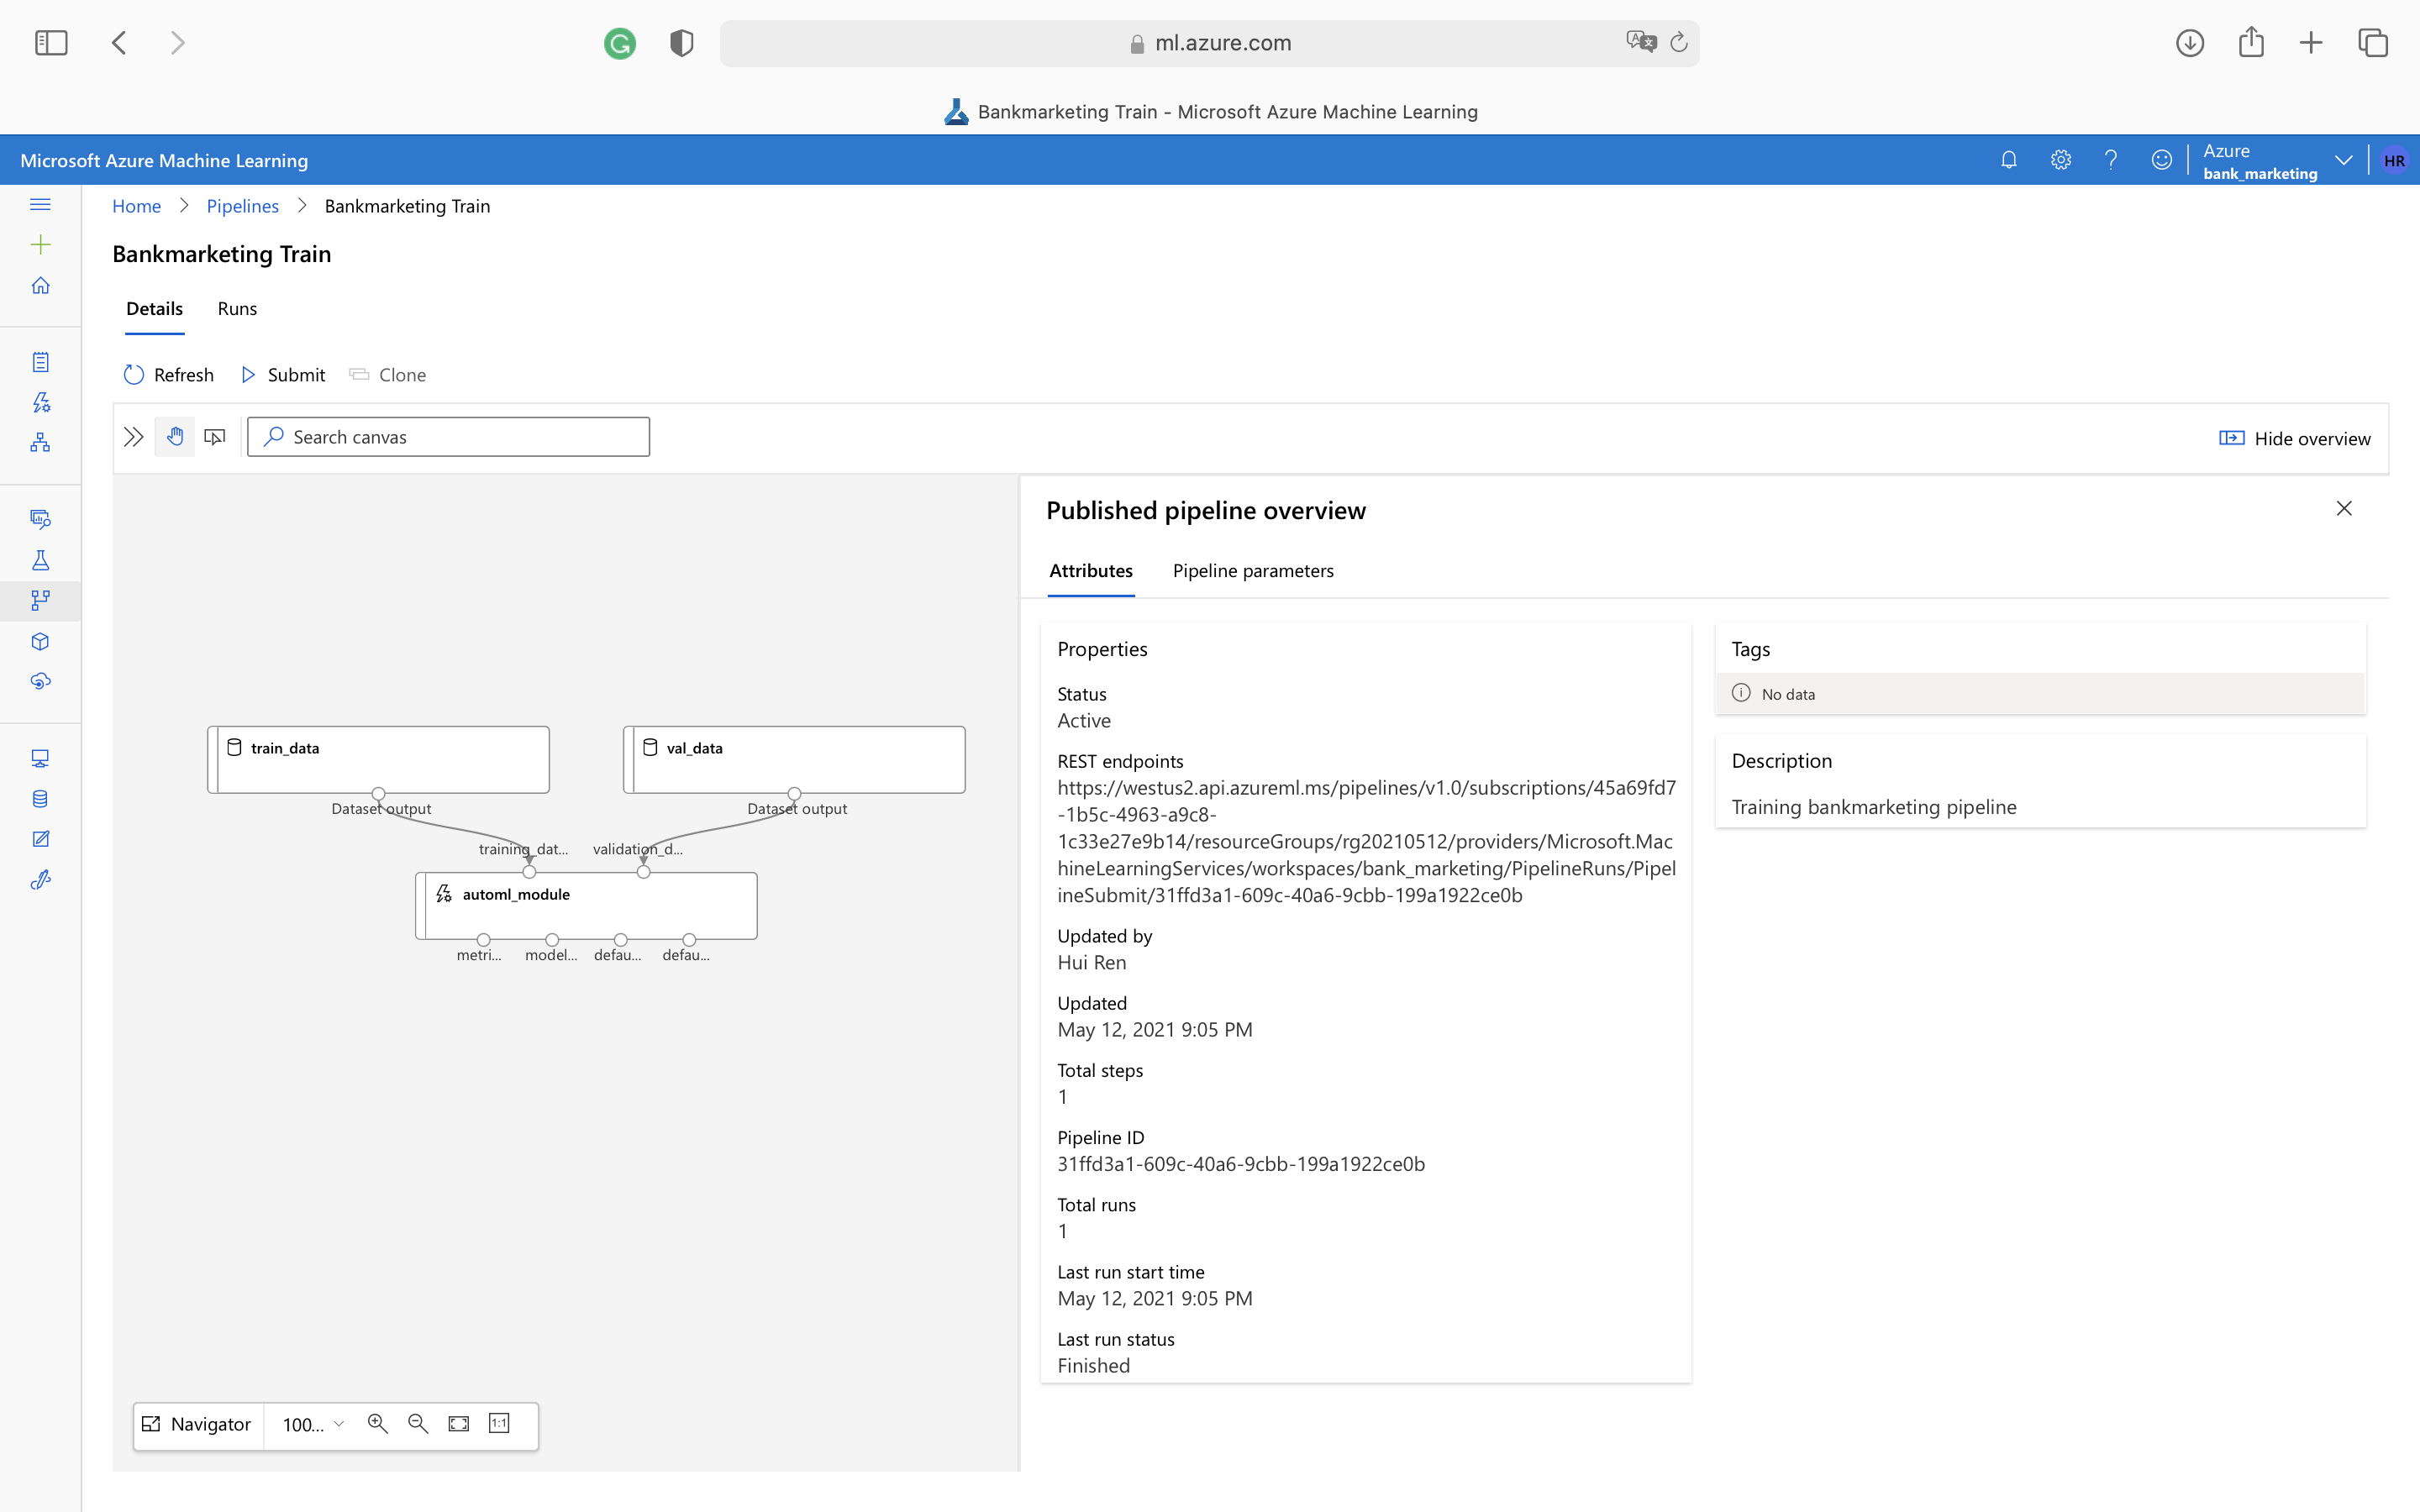 ml.azure.com
Bankmarketing Train - Microsoft Azure Machine Learning
Microsoft Azure Machine Learning
Azure
bank_marketing
HR
Home > Pipelines > Bankmarketing Train
Bankmarketing Train
Details Runs
Refresh Submit Clone
Search canvas
Hide overview
train_data
Dataset output
val_data
Dataset output
training_dat...
validation_d...
automl_module
metri... model... defau... defau...
Navigator 100... 1:1
Published pipeline overview
Attributes Pipeline parameters
Properties
Status
Active
REST endpoints
https://westus2.api.azureml.ms/pipelines/v1.0/subscriptions/45a69fd7
-1b5c-4963-a9c8-
1c33e27e9b14/resourceGroups/rg20210512/providers/Microsoft.Mac
hineLearningServices/workspaces/bank_marketing/PipelineRuns/Pipel
ineSubmit/31ffd3a1-609c-40a6-9cbb-199a1922ce0b
Updated by
Hui Ren
Updated
May 12, 2021 9:05 PM
Total steps
1
Pipeline ID
31ffd3a1-609c-40a6-9cbb-199a1922ce0b
Total runs
1
Last run start time
May 12, 2021 9:05 PM
Last run status
Finished
Tags
No data
Description
Training bankmarketing pipeline